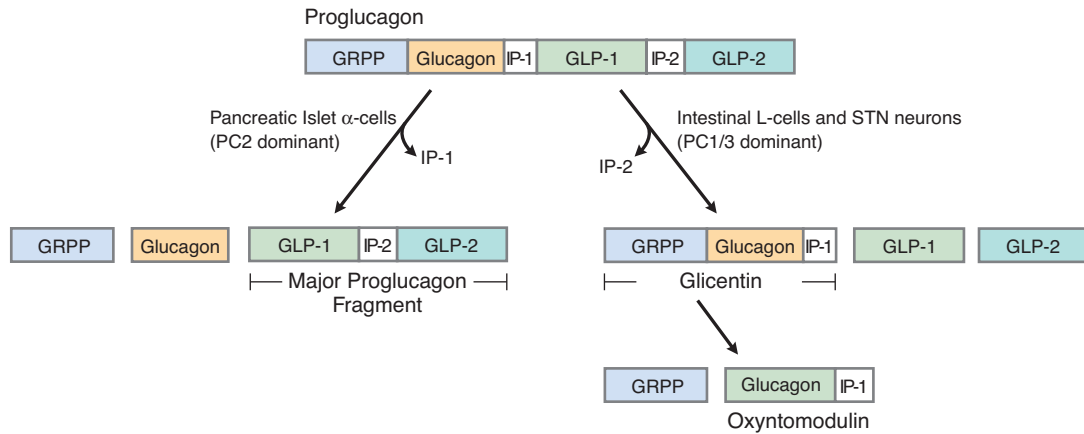 Proglucagon
GRPP Glucagon IP-1 GLP-1 IP-2 GLP-2
Pancreatic Islet α-cells
(PC2 dominant)
IP-1
Intestinal L-cells and STN neurons
(PC1/3 dominant)
IP-2
GRPP Glucagon GLP-1 IP-2 GLP-2
Major Proglucagon
Fragment
GRPP Glucagon IP-1 GLP-1 GLP-2
Glicentin
GRPP Glucagon IP-1
Oxyntomodulin